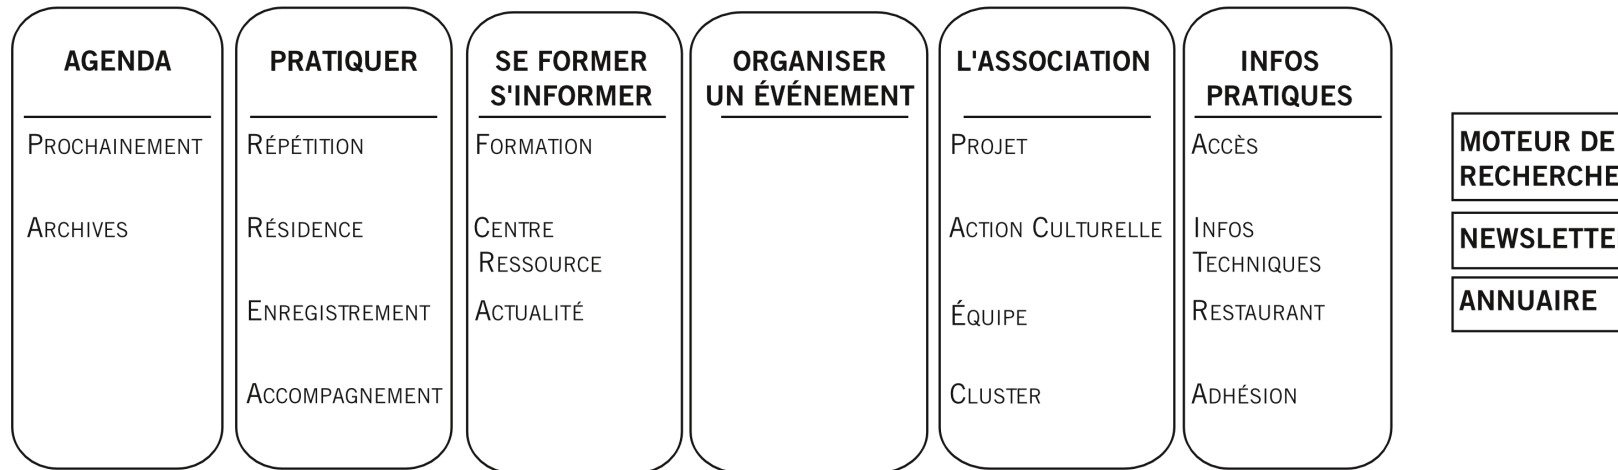 AGENDA
PROCHAINEMENT
ARCHIVES
PRATIQUER
RÉPÉTITION
RÉSIDENCE
ENREGISTREMENT
ACCOMPAGNEMENT
SE FORMER
S'INFORMER
FORMATION
CENTRE
RESSOURCE
ACTUALITÉ
ORGANISER
UN ÉVÉNEMENT
L'ASSOCIATION
PROJET
ACTION CULTURELLE
ÉQUIPE
CLUSTER
INFOS
PRATIQUES
ACCÈS
INFOS
TECHNIQUES
RESTAURANT
ADHÉSION
MOTEUR DE
RECHERCHE
ANNUAIRE